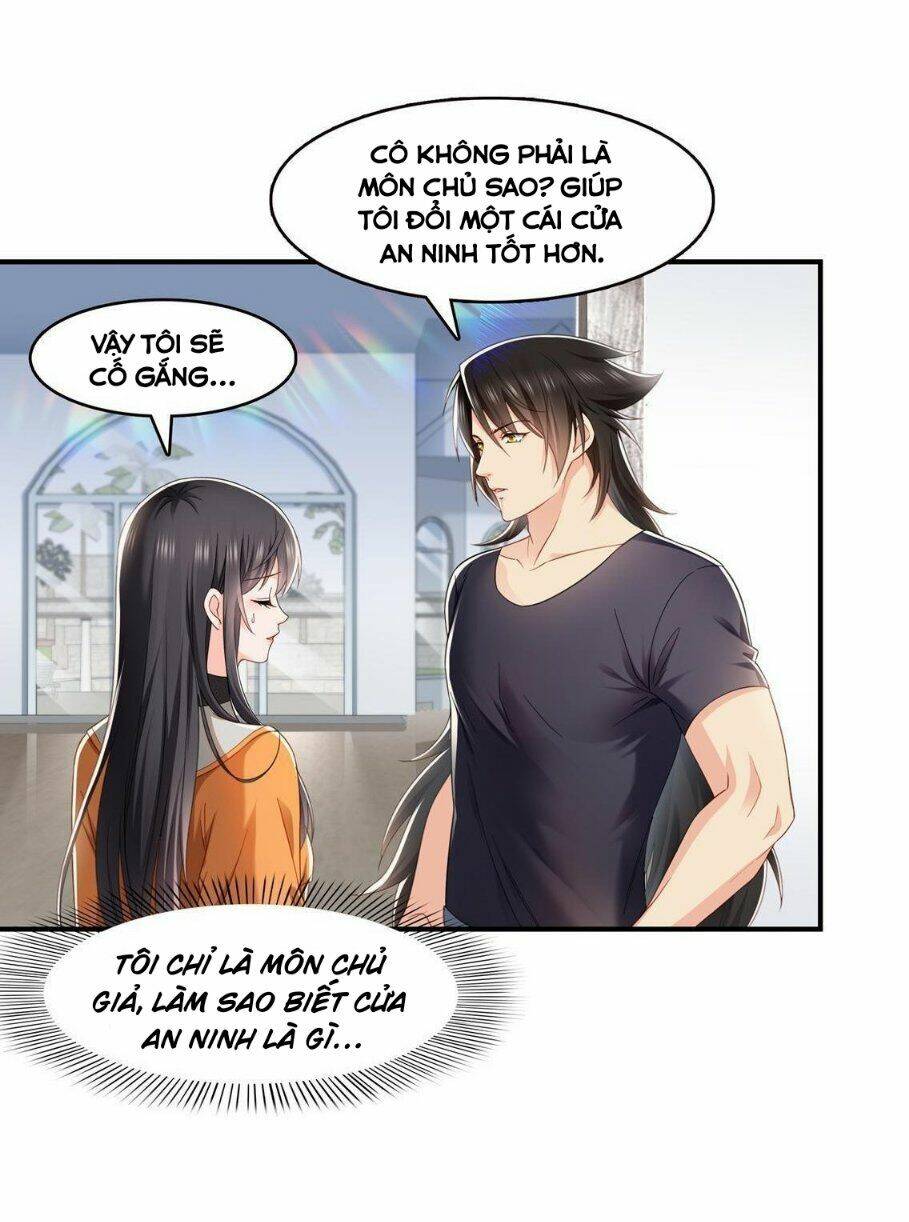 CÔ KHÔNG PHẢI LÀ
MÔN CHỦ SAO? GIÚP
TÔI ĐỔI MỘT CÁI CỬA
AN NINH TỐT HƠN.
VẬY TÔI SẼ
CỐ GẮNG...
TÔI CHỈ LÀ MÔN CHỦ
GIẢ, LÀM SAO BIẾT CỬA
AN NINH LÀ GÌ...